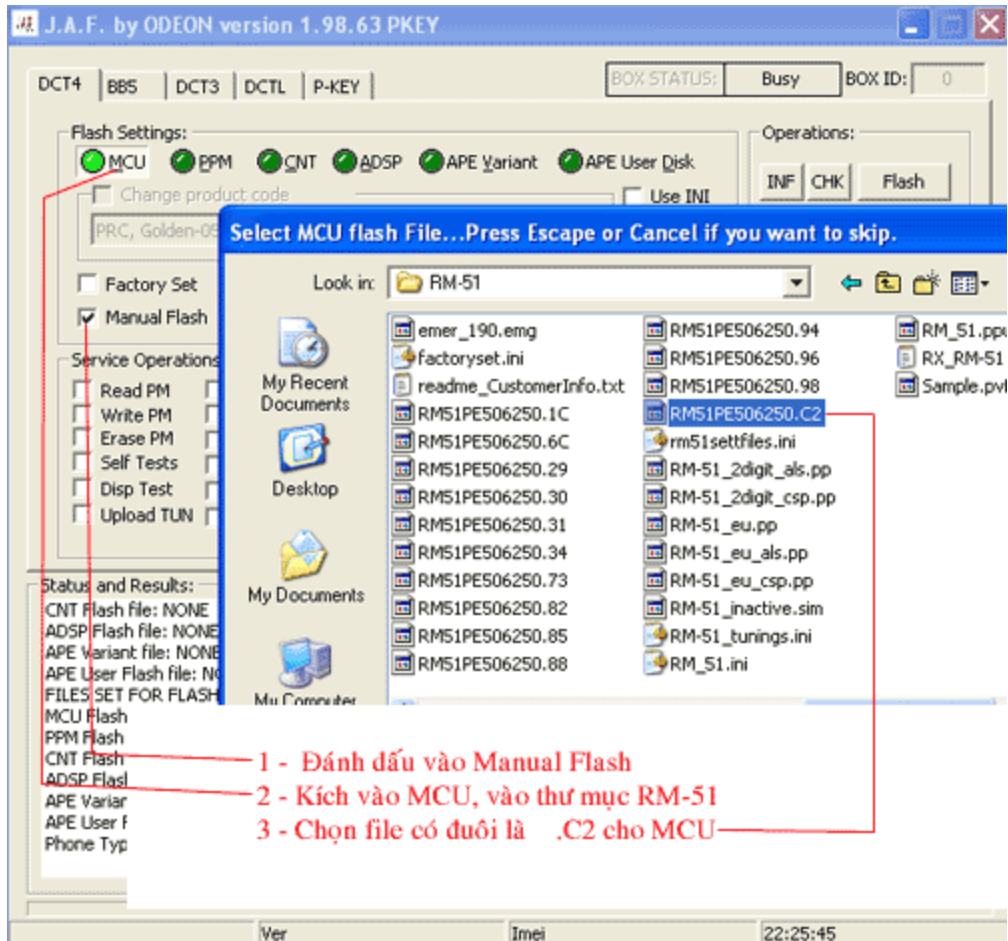 J.A.F. by ODEON version 1.98.63 PKEY
DCT4 BB5 DCT3 DCTL P-KEY BOX STATUS: Busy BOX ID: 0
Flash Settings: Operations:
MCU PPM CNT ADSP APE Variant APE User Disk
Change product code Use INI INF CHK Flash
PRC, Golden-05
Select MCU flash File...Press Escape or Cancel if you want to skip.
Factory Set
Manual Flash
Service Operations
Read PM
Write PM
Erase PM
Self Tests
Disp Test
Upload TUN
Look in: RM-51
My Recent
Documents
Desktop
My Documents
My Computer
emer_190.emg
factoryset.ini
readme_CustomerInfo.txt
RM51PE506250.1C
RM51PE506250.6C
RM51PE506250.29
RM51PE506250.30
RM51PE506250.31
RM51PE506250.34
RM51PE506250.73
RM51PE506250.82
RM51PE506250.85
RM51PE506250.88
RM51PE506250.94
RM51PE506250.96
RM51PE506250.98
RM51PE506250.C2
rm51settfiles.ini
RM-51_2digit_als.pp
RM-51_2digit_csp.pp
RM-51_eu.pp
RM-51_eu_als.pp
RM-51_eu_csp.pp
RM-51_inactive.sim
RM-51_tunings.ini
RM_51.ini
RM_51.ppu
RX_RM-51
Sample.pvf
Status and Results:
CNT Flash file: NONE
ADSP Flash file: NONE
APE Variant file: NONE
APE User Flash file: NO
FILES SET FOR FLASH
MCU Flash
PPM Flash
CNT Flash
ADSP Flas
APE Varian
APE User F
Phone Typ
1 - Đánh dấu vào Manual Flash
2 - Kích vào MCU, vào thư mục RM-51
3 - Chọn file có đuôi là .C2 cho MCU
Ver Imei 22:25:45